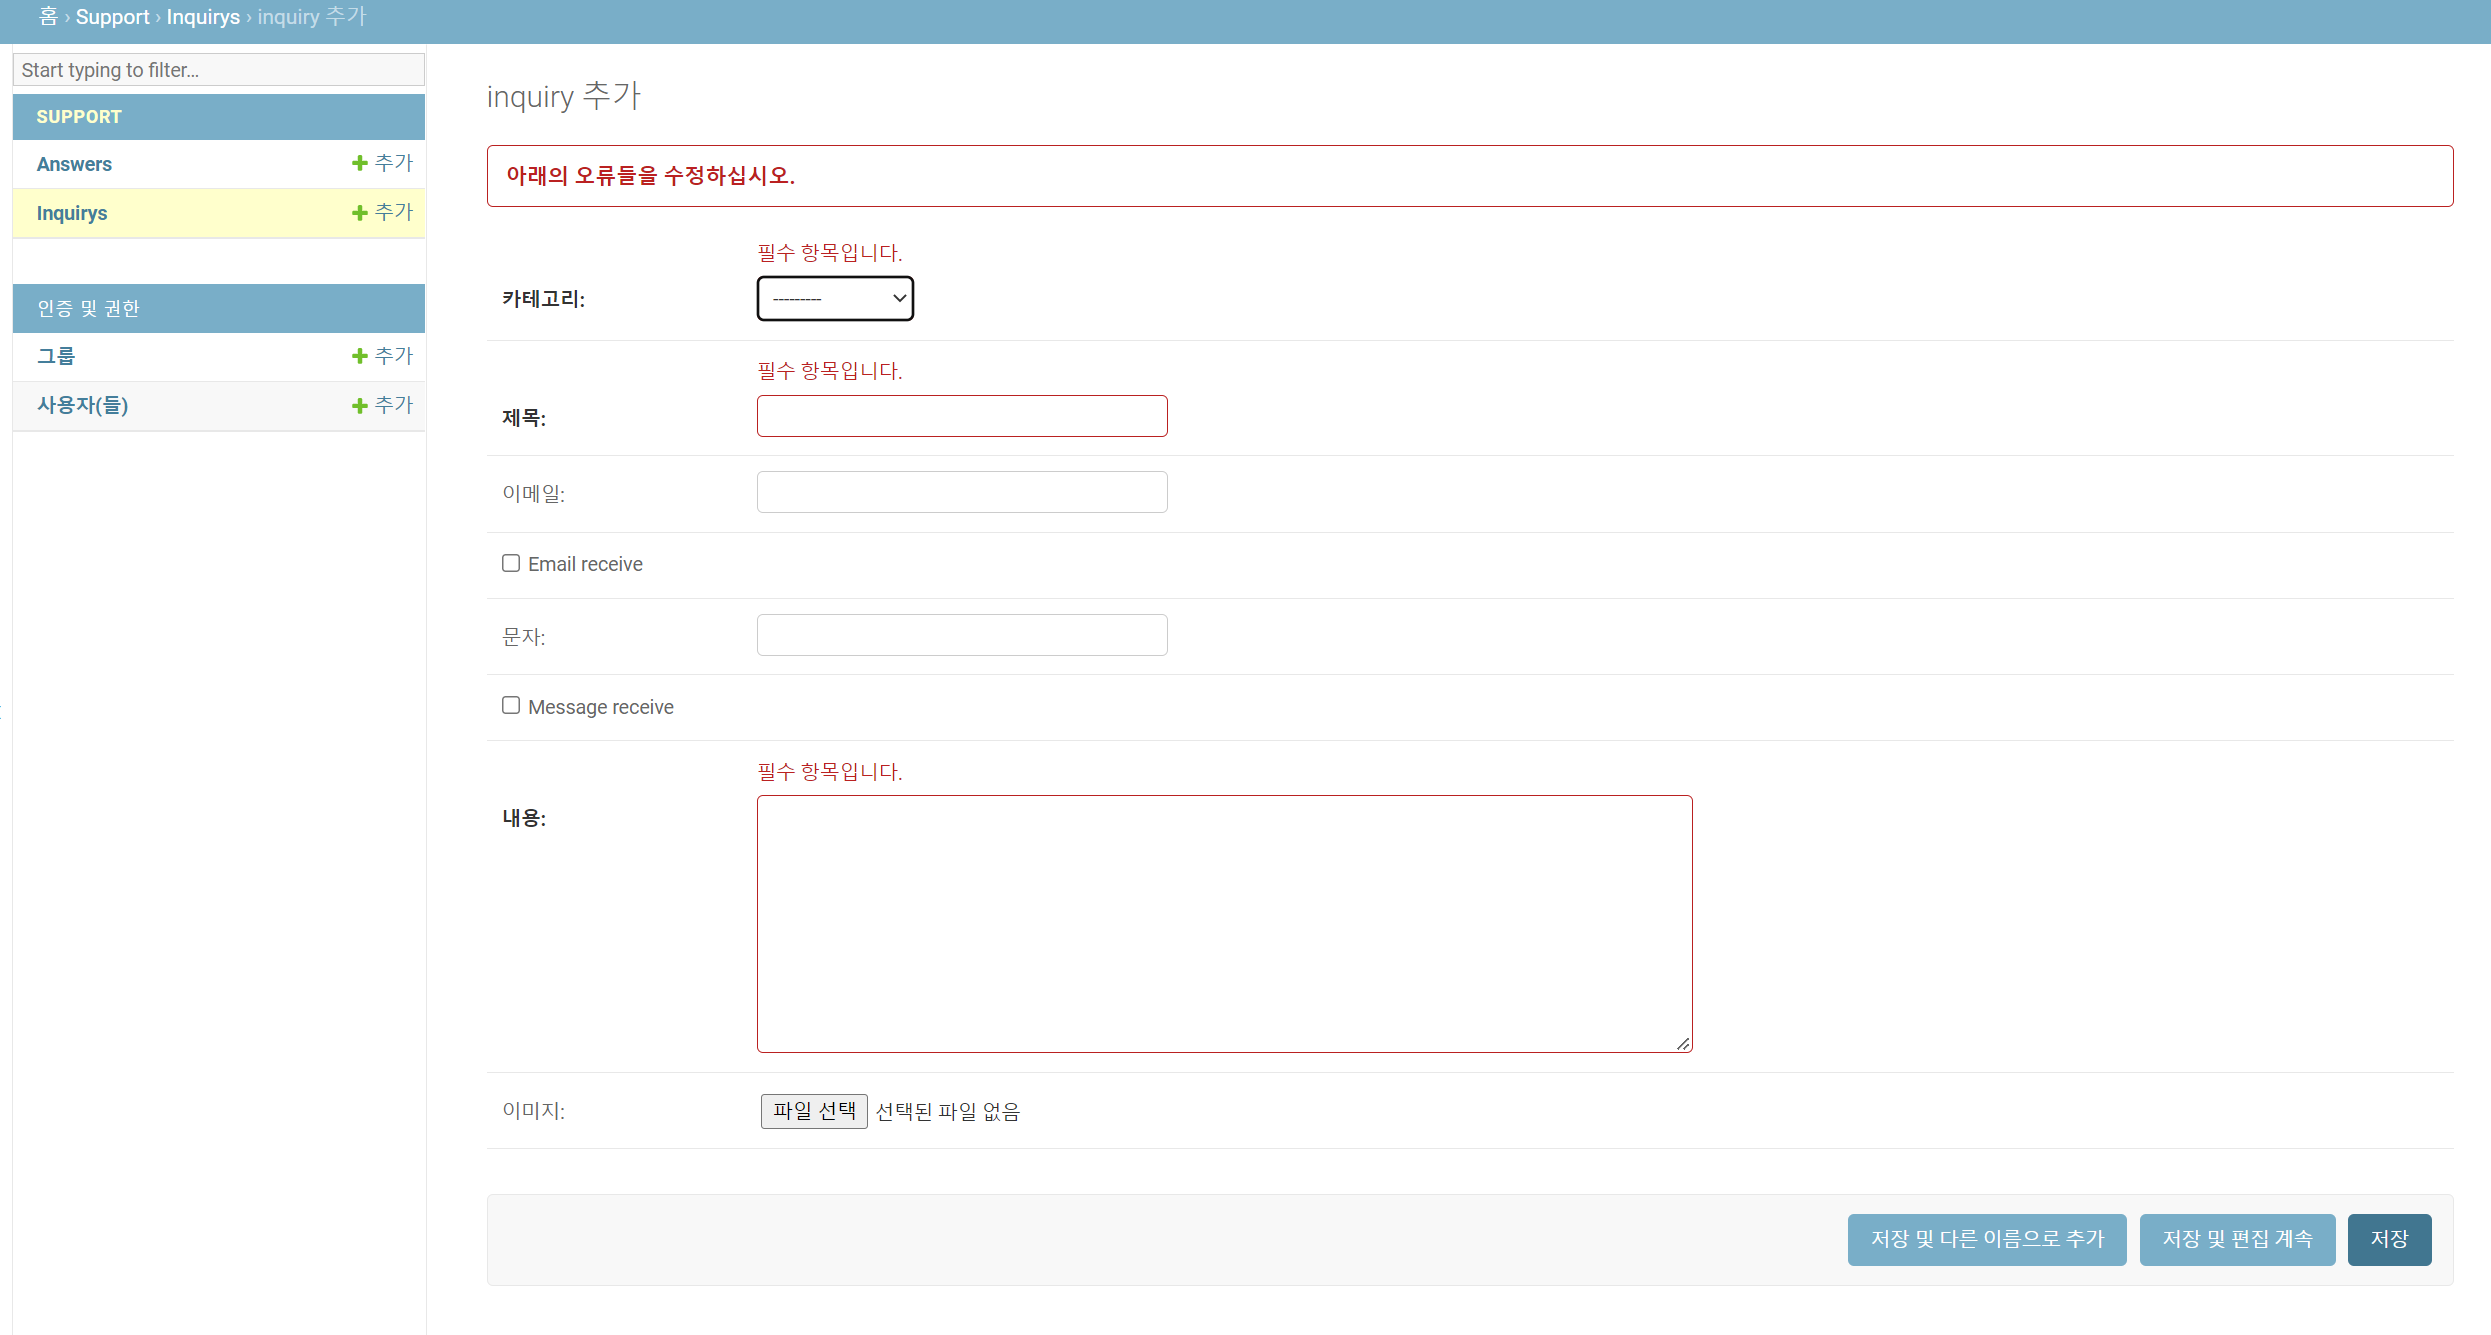 홈 › Support › Inquirys › inquiry 추가
Start typing to filter...
SUPPORT
Answers
추가
Inquirys
추가
인증 및 권한
그룹
추가
사용자(들)
추가
inquiry 추가
아래의 오류들을 수정하십시오.
필수 항목입니다.
카테고리:
---------
필수 항목입니다.
제목:
이메일:
Email receive
문자:
Message receive
필수 항목입니다.
내용:
이미지:
파일 선택 선택된 파일 없음
저장 및 다른 이름으로 추가
저장 및 편집 계속
저장